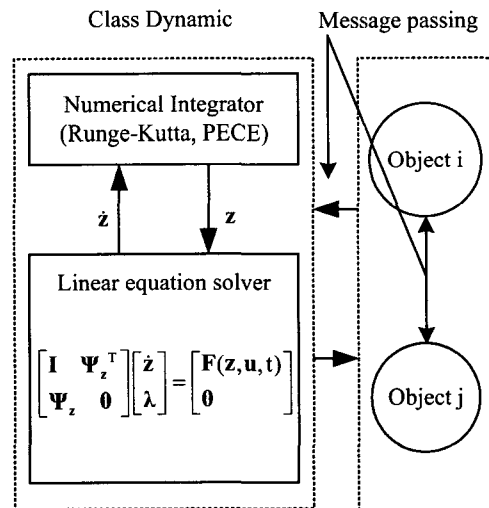 Class Dynamic
Message passing
Numerical Integrator
(Runge-Kutta, PECE)
Object i
ż
z
Linear equation solver
[I Ψ_z^T] [ż] = [F(z, u, t)]
[Ψ_z 0] [λ] [0]
Object j